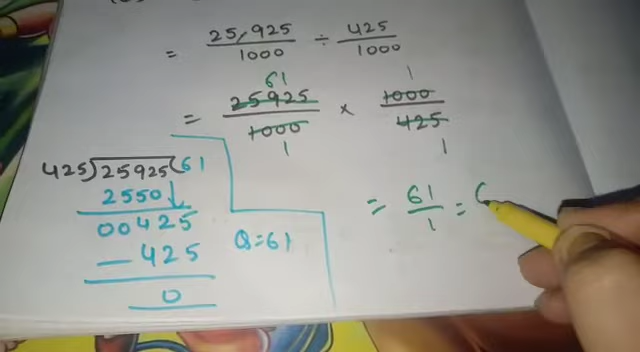 = 25,925/1000 ÷ 425/1000
61 1
= 25925/1000 × 1000/425
1 1
425)25925(61
2550↓
00425
— 425
0
Q=61
= 61/1 = 6